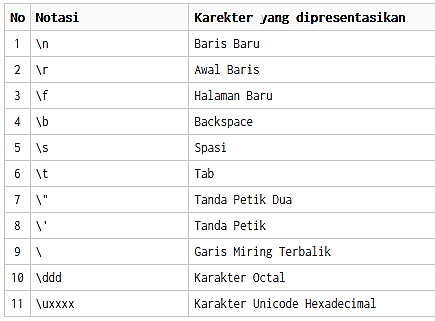 No Notasi Karekter yang dipresentasikan
1 \n Baris Baru
2 \r Awal Baris
3 \f Halaman Baru
4 \b Backspace
5 \s Spasi
6 \t Tab
7 \" Tanda Petik Dua
8 \' Tanda Petik
9 \ Garis Miring Terbalik
10 \ddd Karakter Octal
11 \uxxxx Karakter Unicode Hexadecimal